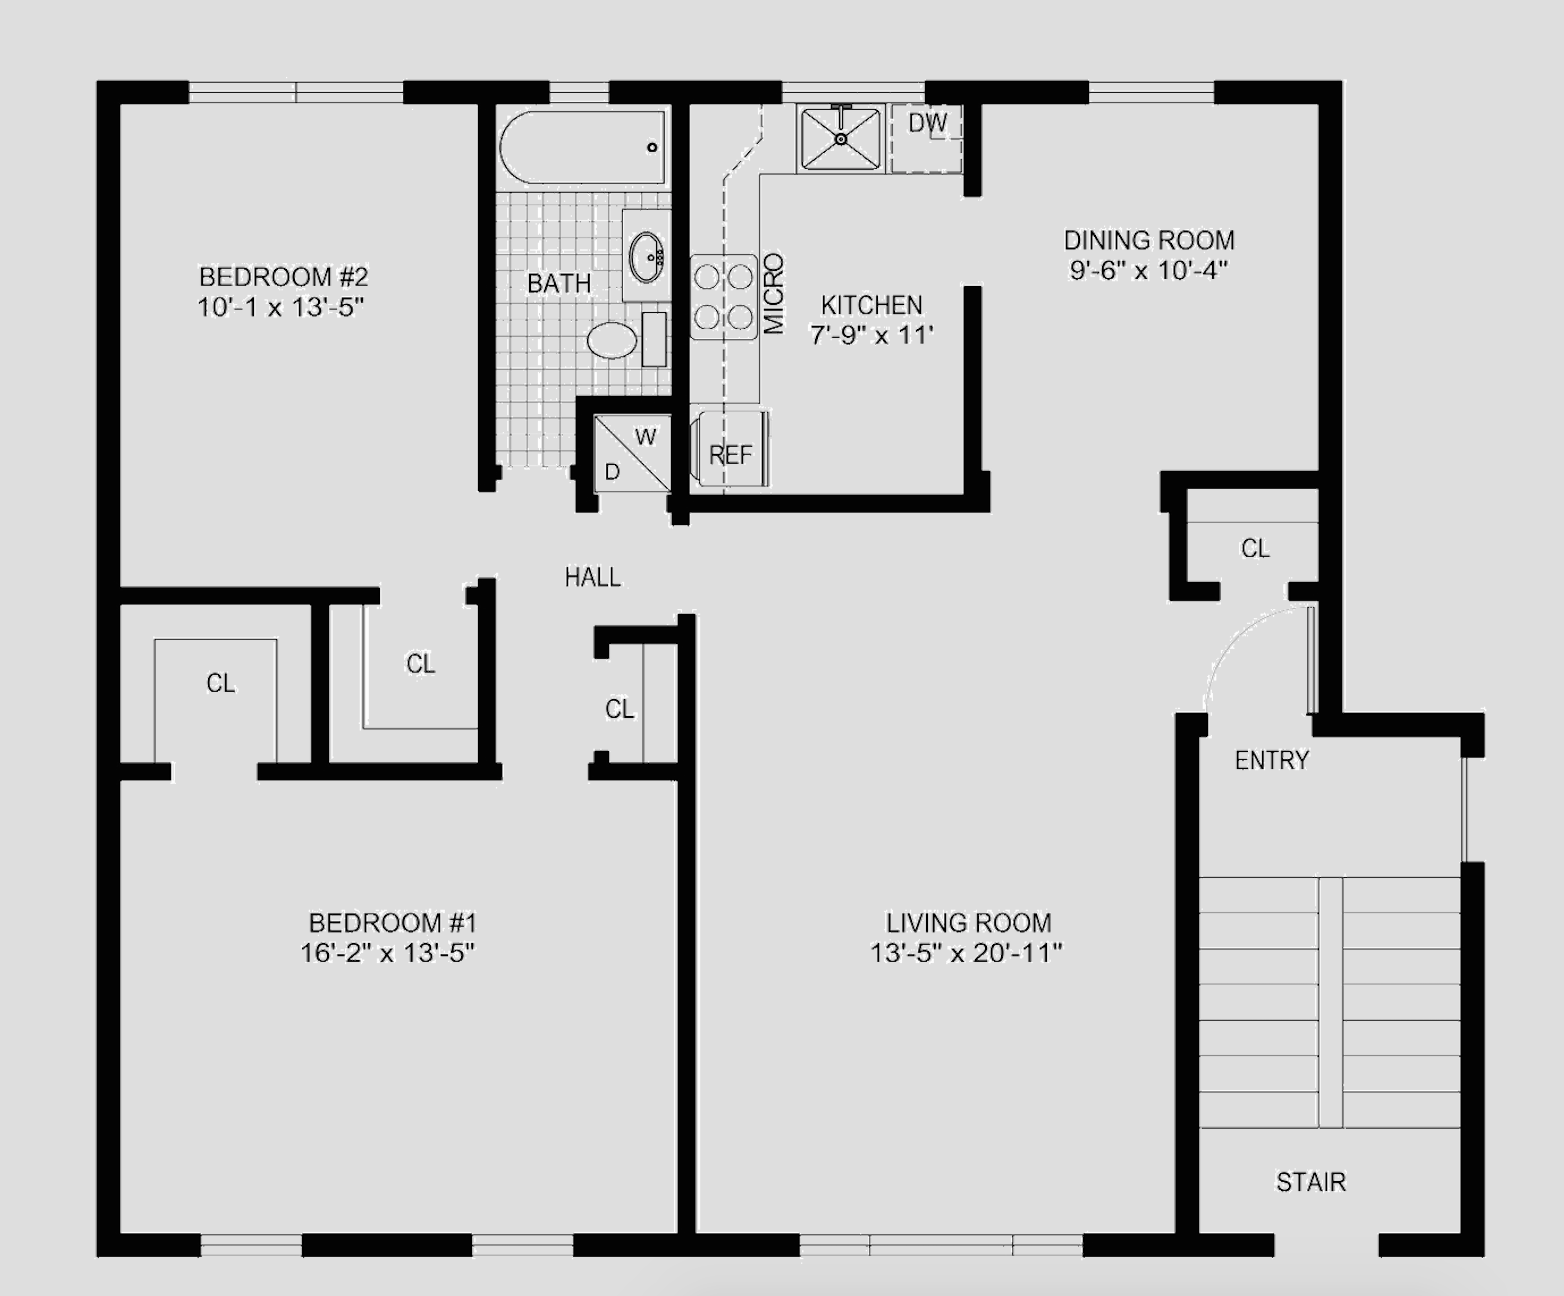 DW
BEDROOM #2
10'-1 x 13'-5"
BATH
MICRO
KITCHEN
7'-9" x 11'
DINING ROOM
9'-6" x 10'-4"
W
D
REF
HALL
CL
CL
CL
CL
ENTRY
BEDROOM #1
16'-2" x 13'-5"
LIVING ROOM
13'-5" x 20'-11"
STAIR